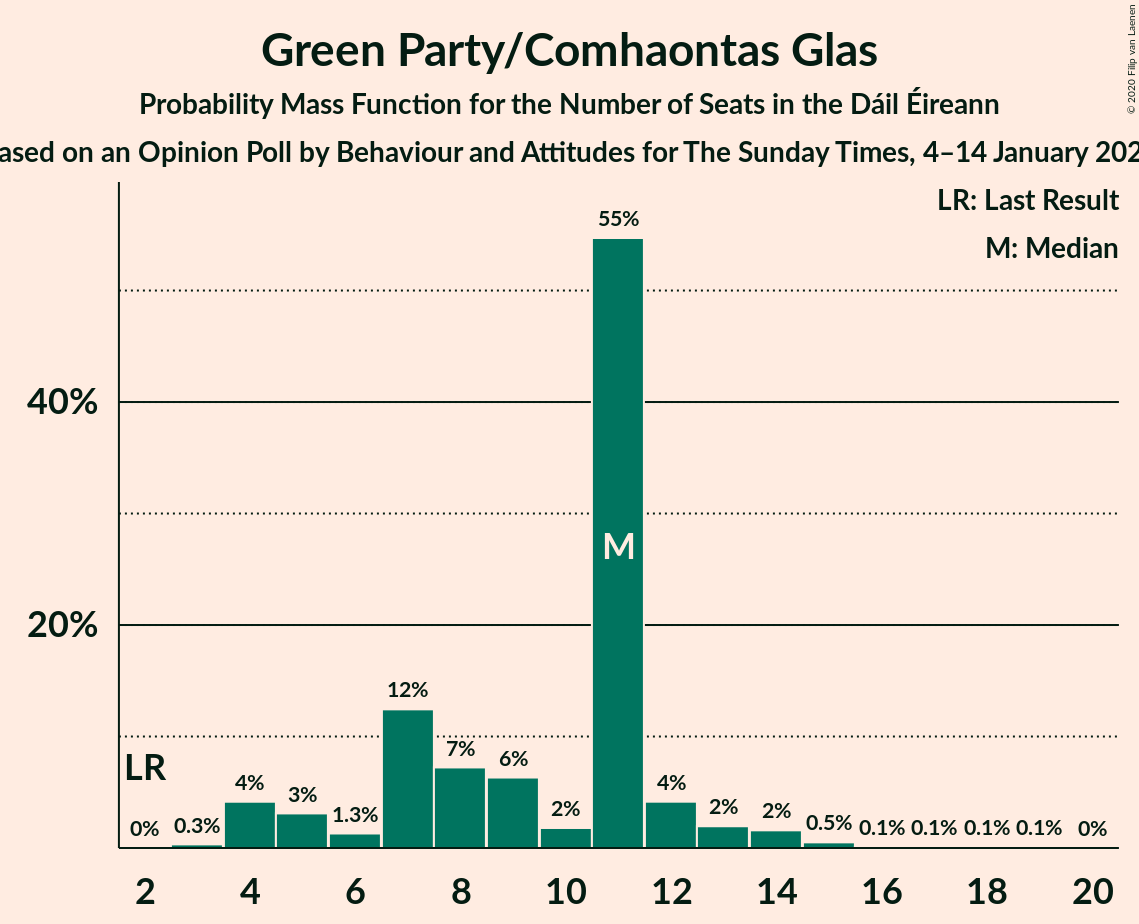 Green Party/Comhaontas Glas
Probability Mass Function for the Number of Seats in the Dáil Éireann
ased on an Opinion Poll by Behaviour and Attitudes for The Sunday Times, 4–14 January 202
© 2020 Filip van Laenen
LR: Last Result
M: Median
55%
40%
M
20%
12%
7%
6%
LR
4%
3%
1.3%
2%
4%
2%
2%
0.5%
0%
0.3%
0.1%
0.1%
0.1%
0.1%
0%
2 4 6 8 10 12 14 16 18 20